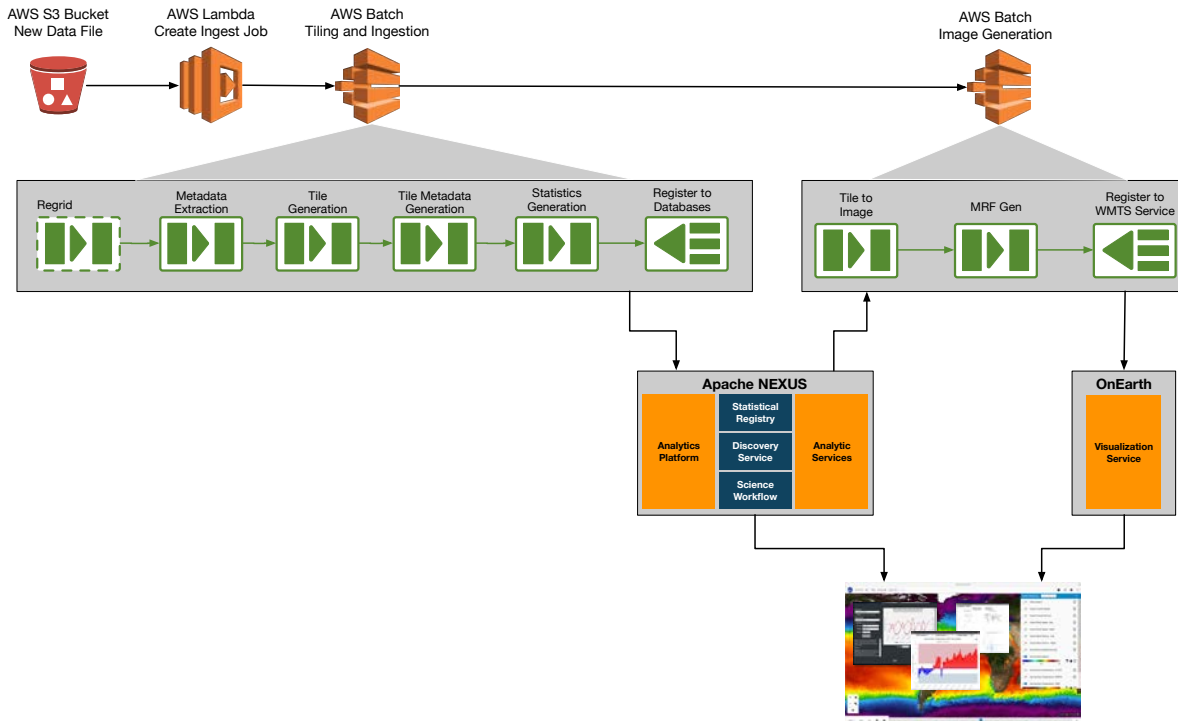 AWS S3 Bucket
New Data File
AWS Lambda
Create Ingest Job
AWS Batch
Tiling and Ingestion
AWS Batch
Image Generation
Regrid
Metadata
Extraction
Tile
Generation
Tile Metadata
Generation
Statistics
Generation
Register to
Databases
Tile to
Image
MRF Gen
Register to
WMTS Service
Apache NEXUS
Analytics
Platform
Statistical
Registry
Discovery
Service
Science
Workflow
Analytic
Services
OnEarth
Visualization
Service